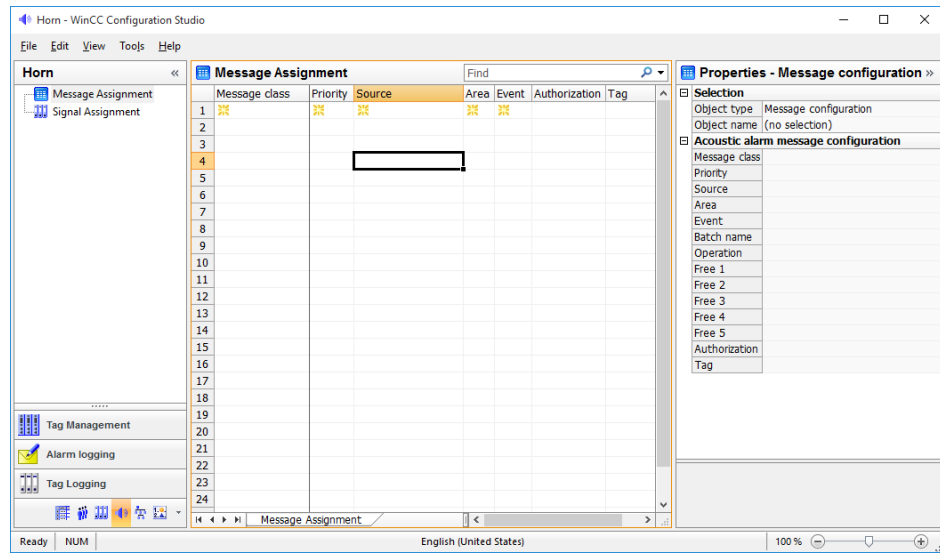 Horn - WinCC Configuration Studio
File Edit View Tools Help
Horn «
Message Assignment
Signal Assignment
Tag Management
Alarm logging
Tag Logging
Message Assignment
Find
Message class Priority Source Area Event Authorization Tag
1
2
3
4
5
6
7
8
9
10
11
12
13
14
15
16
17
18
19
20
21
22
23
24
Message Assignment
Properties - Message configuration »
Selection
Object type Message configuration
Object name (no selection)
Acoustic alarm message configuration
Message class
Priority
Source
Area
Event
Batch name
Operation
Free 1
Free 2
Free 3
Free 4
Free 5
Authorization
Tag
Ready NUM English (United States) 100 %